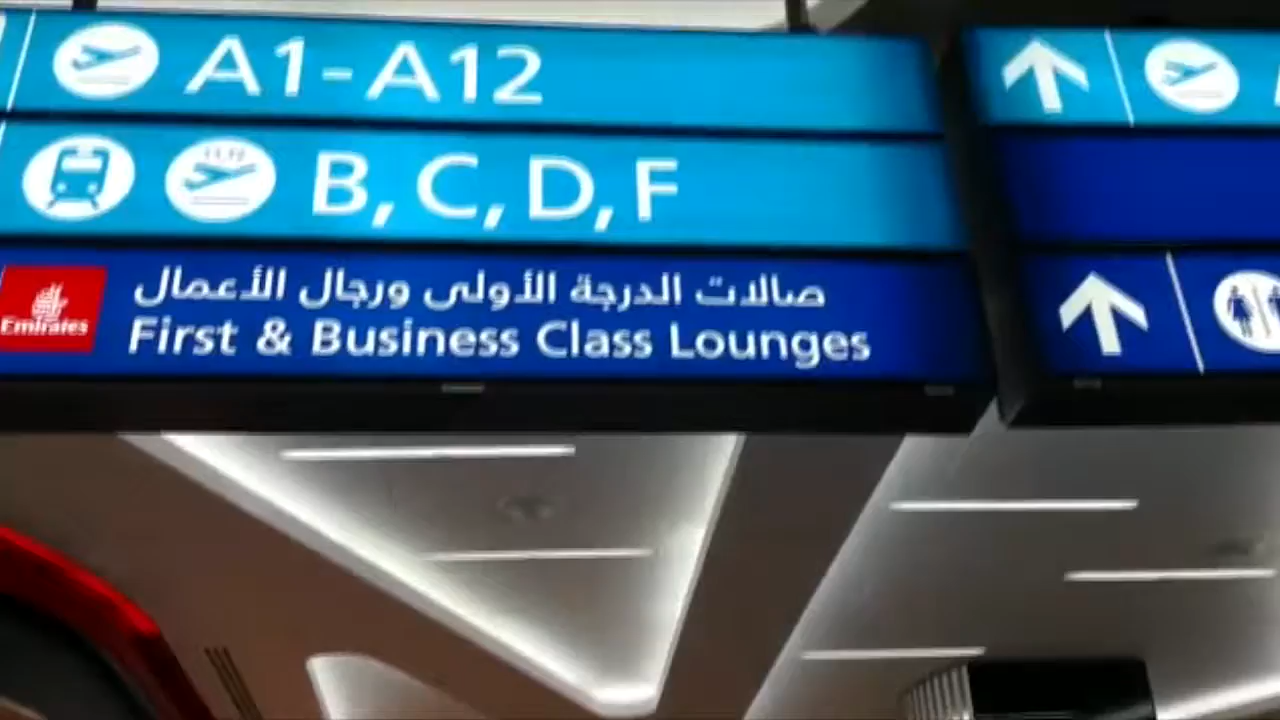 A1-A12
B, C, D, F
Emirates
صالات الدرجة الأولى ورجال الأعمال
First & Business Class Lounges